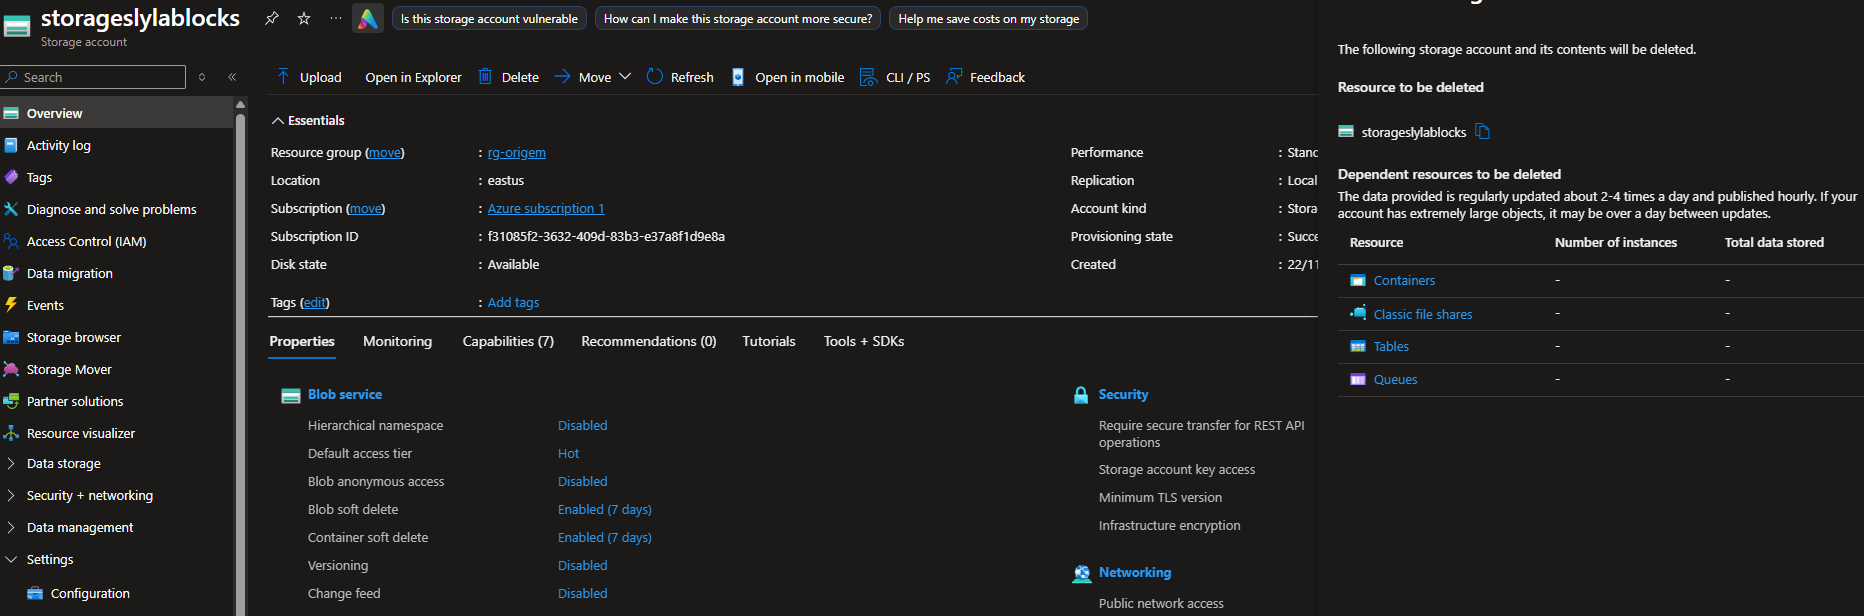 storageslylablocks
Storage account
Is this storage account vulnerable
How can I make this storage account more secure?
Help me save costs on my storage
Search
Overview
Activity log
Tags
Diagnose and solve problems
Access Control (IAM)
Data migration
Events
Storage browser
Storage Mover
Partner solutions
Resource visualizer
Data storage
Security + networking
Data management
Settings
Configuration
Upload Open in Explorer Delete Move Refresh Open in mobile CLI / PS Feedback
Essentials
Resource group (move) : rg-origem
Location : eastus
Subscription (move) : Azure subscription 1
Subscription ID : f31085f2-3632-409d-83b3-e37a8f1d9e8a
Disk state : Available
Tags (edit) : Add tags
Performance : Stanc
Replication : Local
Account kind : Stora
Provisioning state : Succe
Created : 22/11
Properties Monitoring Capabilities (7) Recommendations (0) Tutorials Tools + SDKs
Blob service
Hierarchical namespace Disabled
Default access tier Hot
Blob anonymous access Disabled
Blob soft delete Enabled (7 days)
Container soft delete Enabled (7 days)
Versioning Disabled
Change feed Disabled
Security
Require secure transfer for REST API
operations
Storage account key access
Minimum TLS version
Infrastructure encryption
Networking
Public network access
The following storage account and its contents will be deleted.
Resource to be deleted
storageslylablocks
Dependent resources to be deleted
The data provided is regularly updated about 2-4 times a day and published hourly. If your
account has extremely large objects, it may be over a day between updates.
Resource Number of instances Total data stored
Containers - -
Classic file shares - -
Tables - -
Queues - -